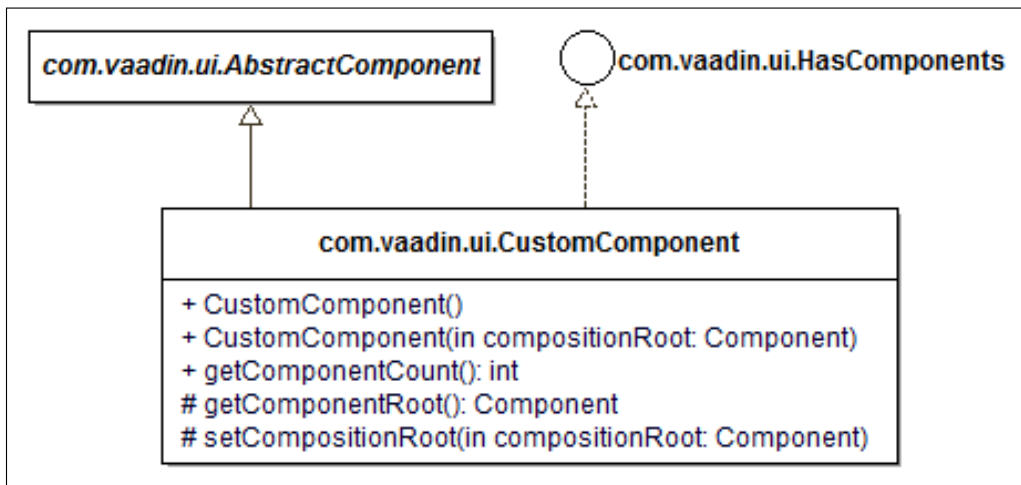 com.vaadin.ui.AbstractComponent
com.vaadin.ui.HasComponents
com.vaadin.ui.CustomComponent
+ CustomComponent()
+ CustomComponent(in compositionRoot: Component)
+ getComponentCount(): int
# getComponentRoot(): Component
# setCompositionRoot(in compositionRoot: Component)